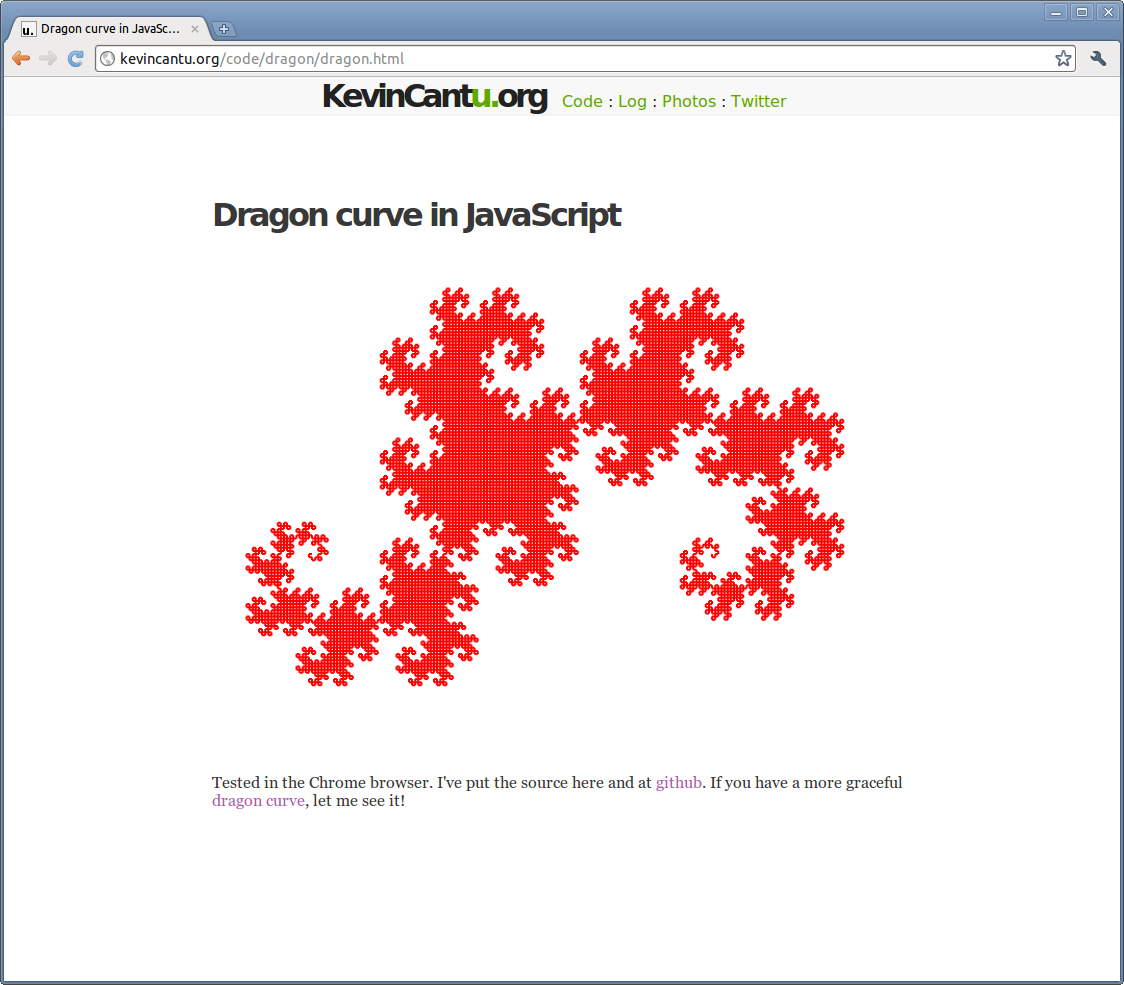 Dragon curve in JavaSc...
kevincantu.org/code/dragon/dragon.html
KevinCantu.org Code : Log : Photos : Twitter
Dragon curve in JavaScript
Tested in the Chrome browser. I've put the source here and at github. If you have a more graceful
dragon curve, let me see it!